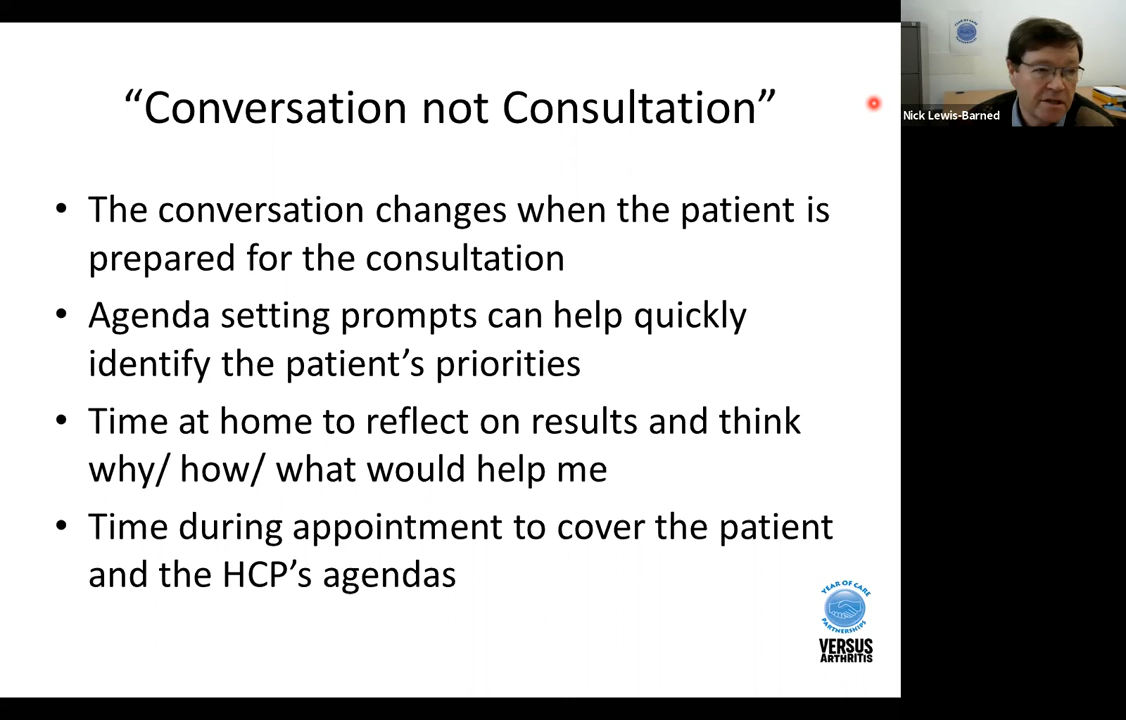 “Conversation not Consultation”
• The conversation changes when the patient is
prepared for the consultation
• Agenda setting prompts can help quickly
identify the patient’s priorities
• Time at home to reflect on results and think
why/ how/ what would help me
• Time during appointment to cover the patient
and the HCP’s agendas
YEAR OF CARE
PARTNERSHIPS
VERSUS
ARTHRITIS
YEAR OF CARE
Nick Lewis-Barned